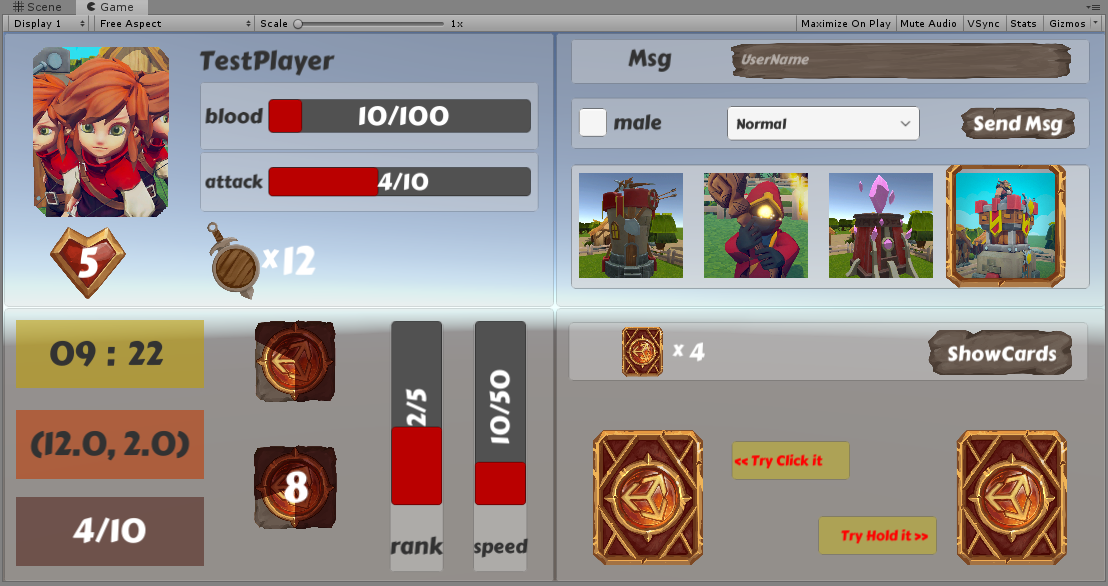 Scene
Game
Display 1
Free Aspect
Scale
1x
Maximize On Play
Mute Audio
VSync
Stats
Gizmos
TestPlayer
blood
10/100
attack
4/10
5
x12
Msg
UserName
male
Normal
Send Msg
09 : 22
(12.0, 2.0)
4/10
8
2/5
rank
10/50
speed
x 4
ShowCards
<< Try Click it
Try Hold it >>